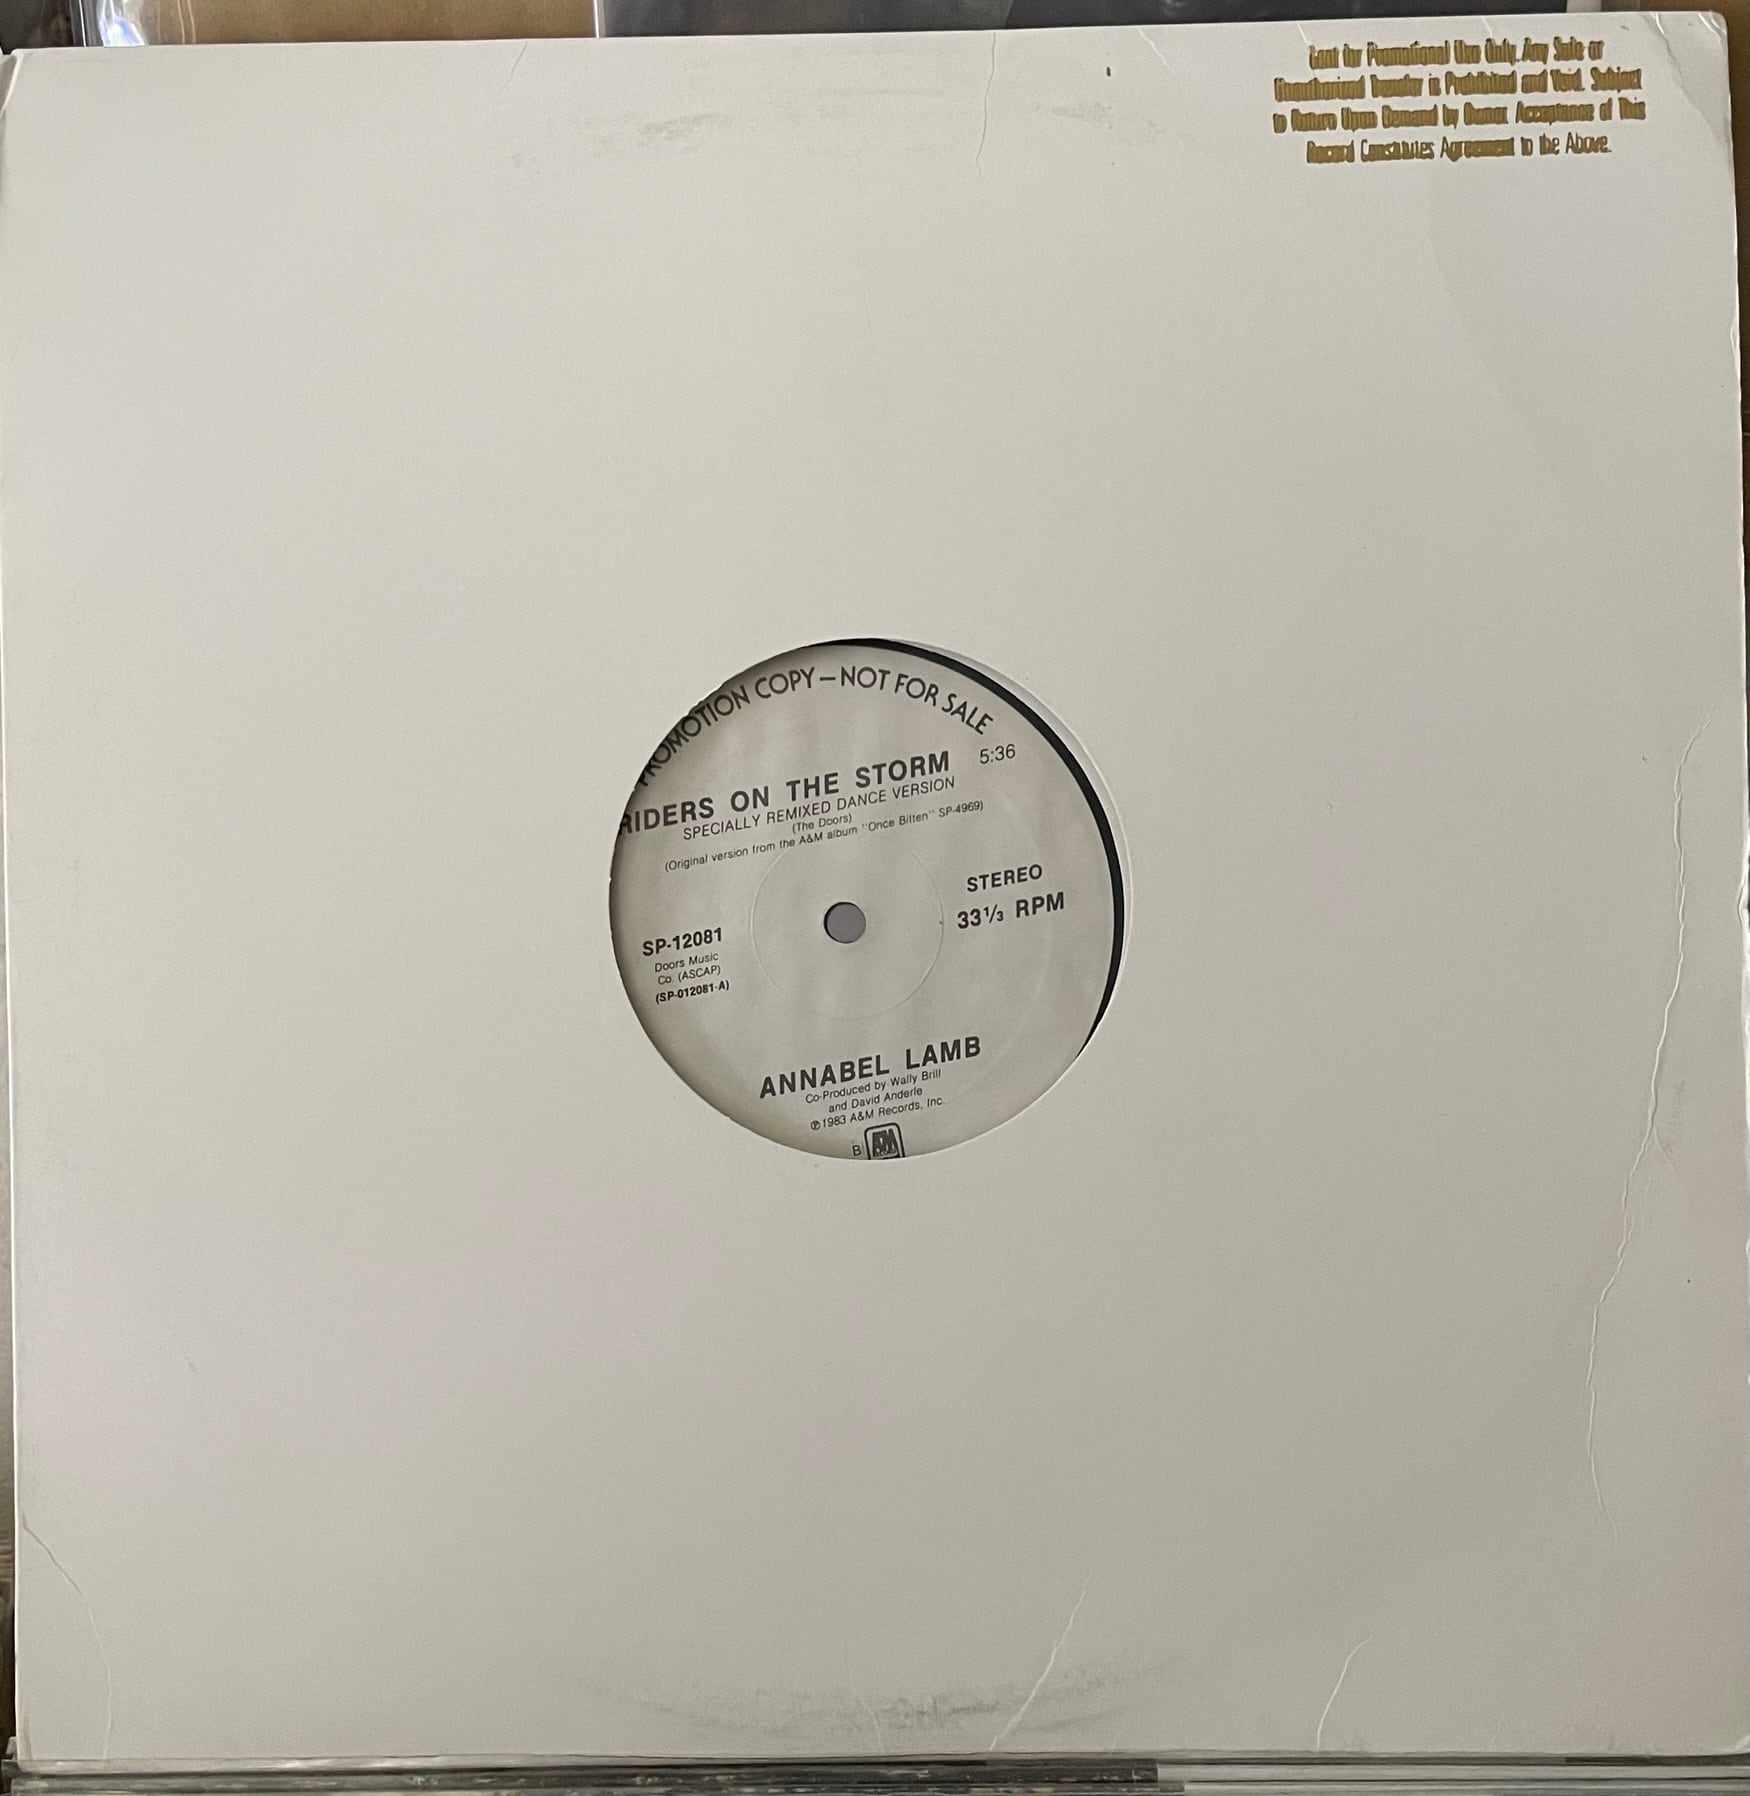 Lent for Promotional Use Only. Any Sale or
Unauthorized Transfer is Prohibited and Void. Subject
to Return Upon Demand by Owner. Acceptance of This
Record Constitutes Agreement to the Above.
PROMOTION COPY – NOT FOR SALE
RIDERS ON THE STORM 5:36
SPECIALLY REMIXED DANCE VERSION
(The Doors)
(Original version from the A&M album "Once Bitten" SP-4969)
STEREO
33⅓ RPM
SP-12081
Doors Music
Co. (ASCAP)
(SP-012081-A)
ANNABEL LAMB
Co-Produced by Wally Brill
and David Anderle
℗ 1983 A&M Records, Inc.
B A&M